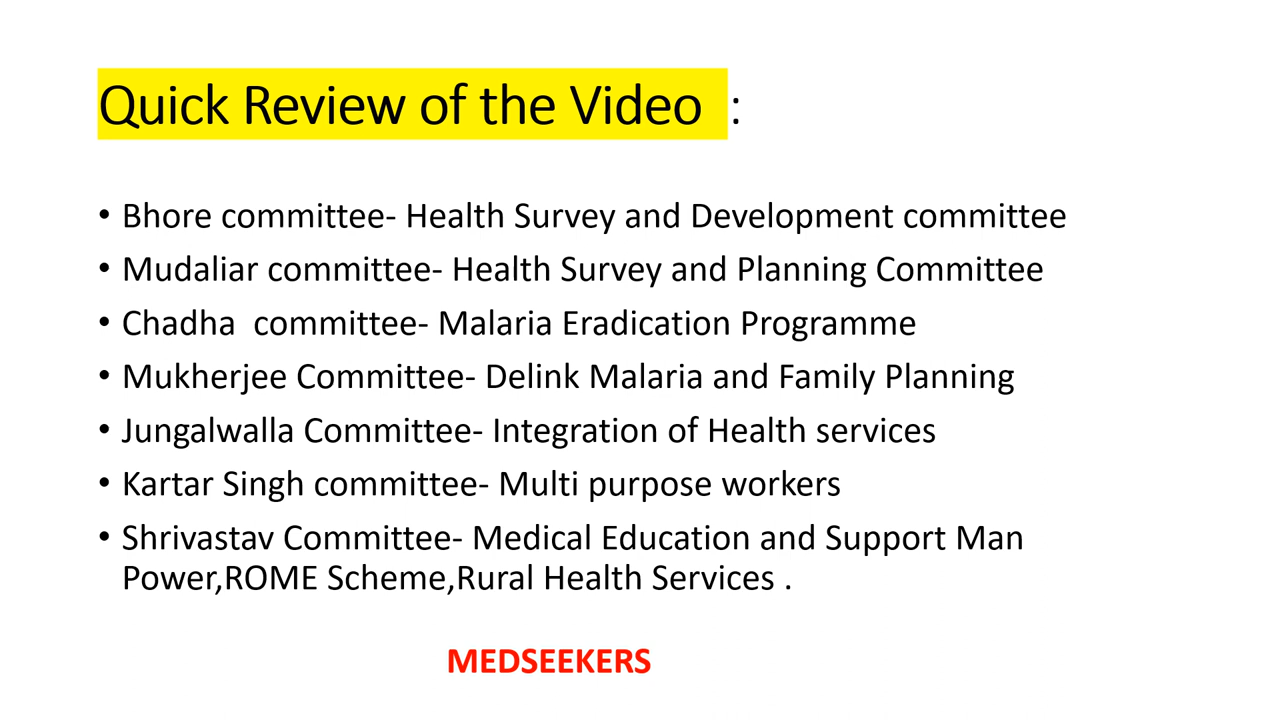 Quick Review of the Video :
• Bhore committee- Health Survey and Development committee
• Mudaliar committee- Health Survey and Planning Committee
• Chadha  committee- Malaria Eradication Programme
• Mukherjee Committee- Delink Malaria and Family Planning
• Jungalwalla Committee- Integration of Health services
• Kartar Singh committee- Multi purpose workers
• Shrivastav Committee- Medical Education and Support Man
Power,ROME Scheme,Rural Health Services .
MEDSEEKERS